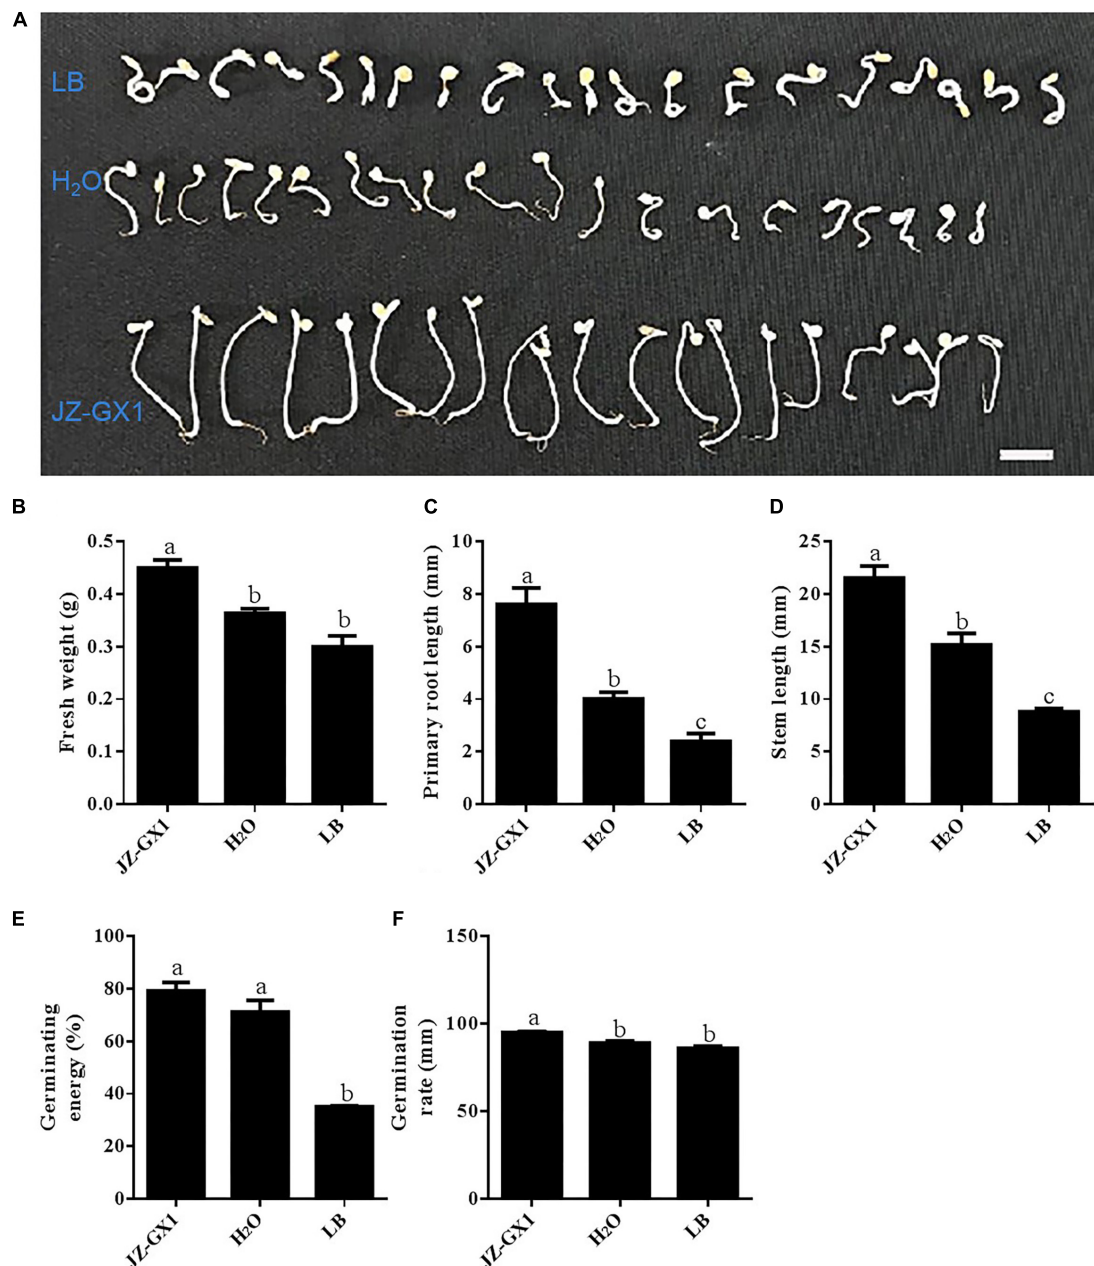 A
LB
H₂O
JZ-GX1
B
Fresh weight (g)
0.5
0.4
0.3
0.2
0.1
0.0
a
b
b
JZ-GX1
H₂O
LB
C
Primary root length (mm)
10
8
6
4
2
0
a
b
c
JZ-GX1
H₂O
LB
D
Stem length (mm)
25
20
15
10
5
0
a
b
c
JZ-GX1
H₂O
LB
E
Germinating
energy (%)
100
80
60
40
20
0
a
a
b
JZ-GX1
H₂O
LB
F
Germination
rate (mm)
150
100
50
0
a
b
b
JZ-GX1
H₂O
LB